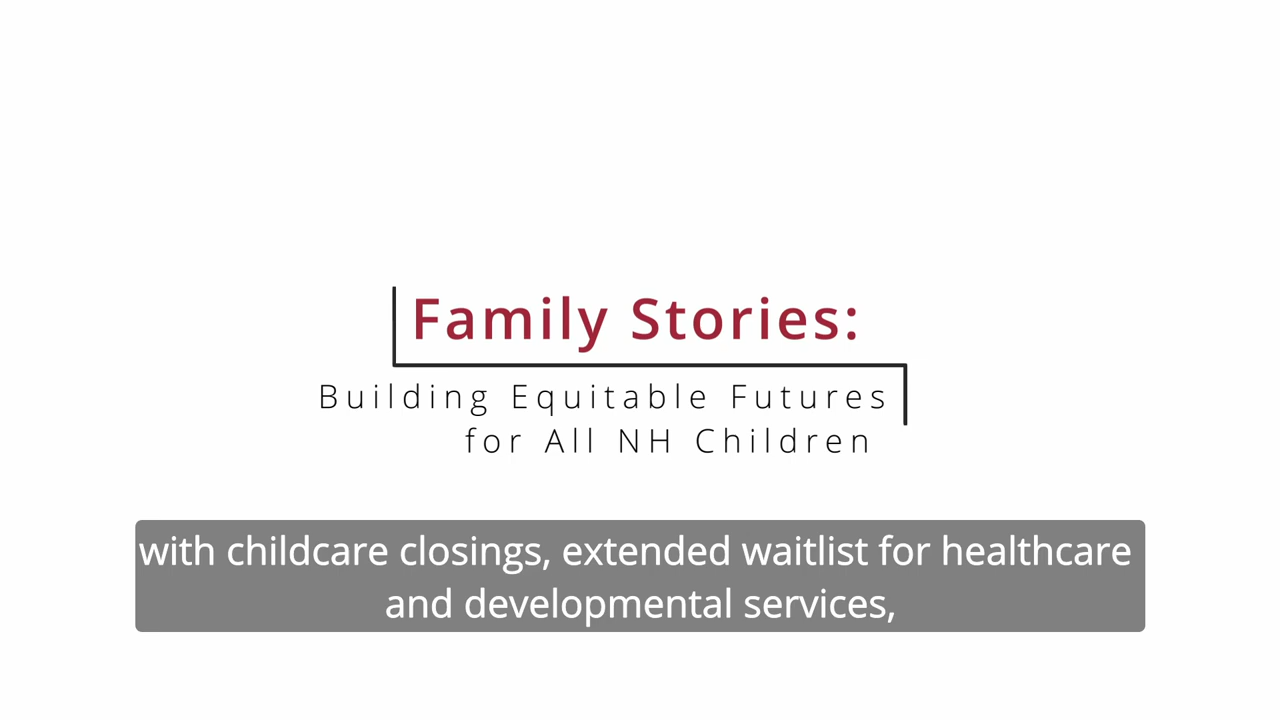 Family Stories:
Building Equitable Futures
for All NH Children
with childcare closings, extended waitlist for healthcare
and developmental services,